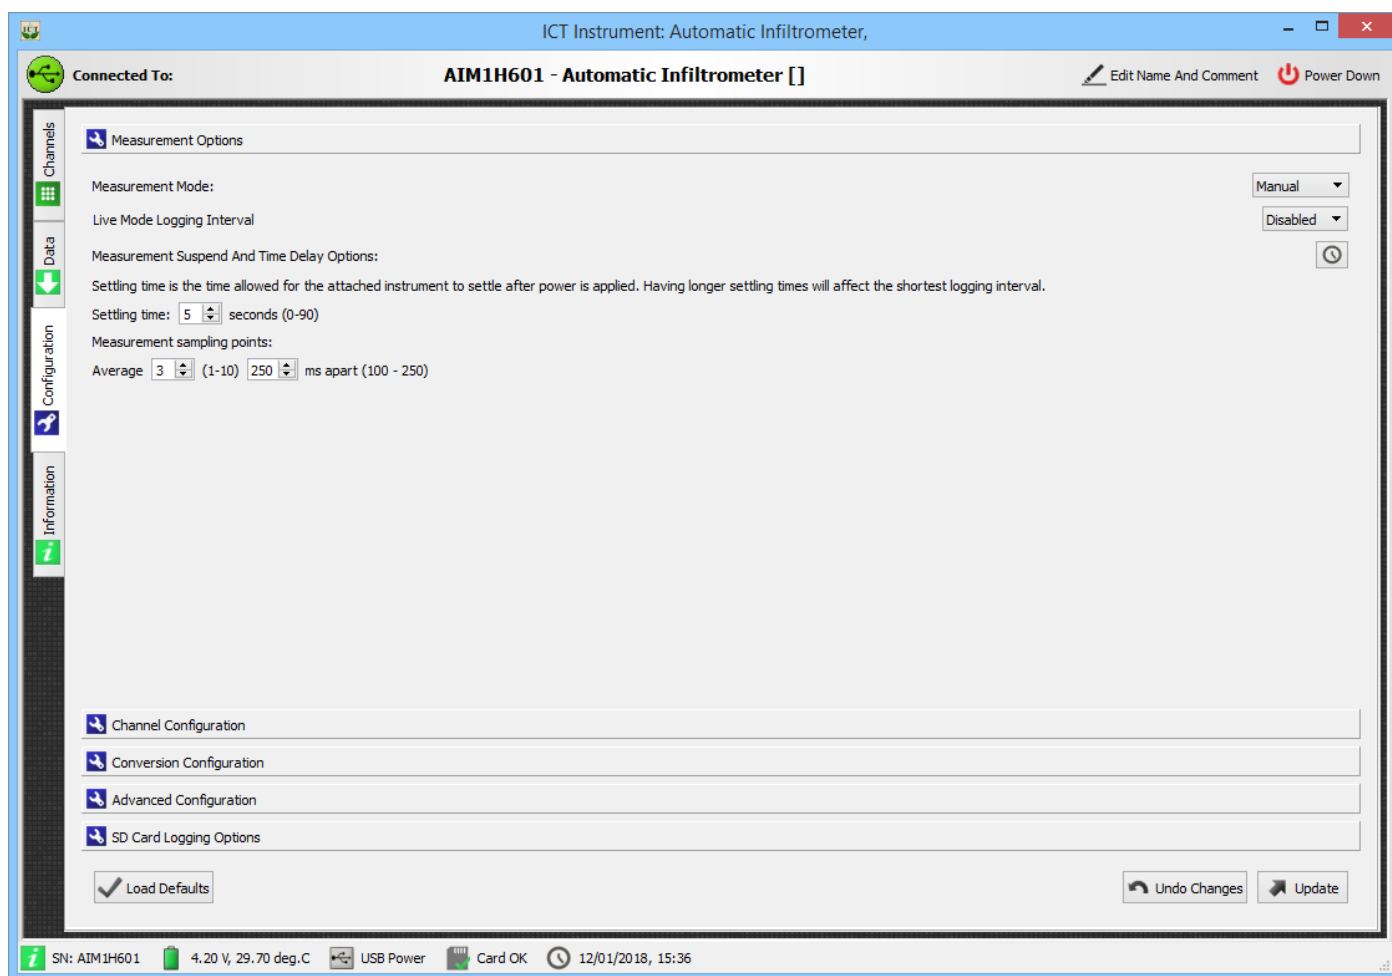 ICT Instrument: Automatic Infiltrometer,
Connected To:
AIM1H601 - Automatic Infiltrometer []
Edit Name And Comment
Power Down
Channels
Data
Configuration
Information
Measurement Options
Measurement Mode:
Manual
Live Mode Logging Interval
Disabled
Measurement Suspend And Time Delay Options:
Settling time is the time allowed for the attached instrument to settle after power is applied. Having longer settling times will affect the shortest logging interval.
Settling time: 5 seconds (0-90)
Measurement sampling points:
Average 3 (1-10) 250 ms apart (100 - 250)
Channel Configuration
Conversion Configuration
Advanced Configuration
SD Card Logging Options
Load Defaults
Undo Changes
Update
SN: AIM1H601
4.20 V, 29.70 deg.C
USB Power
Card OK
12/01/2018, 15:36